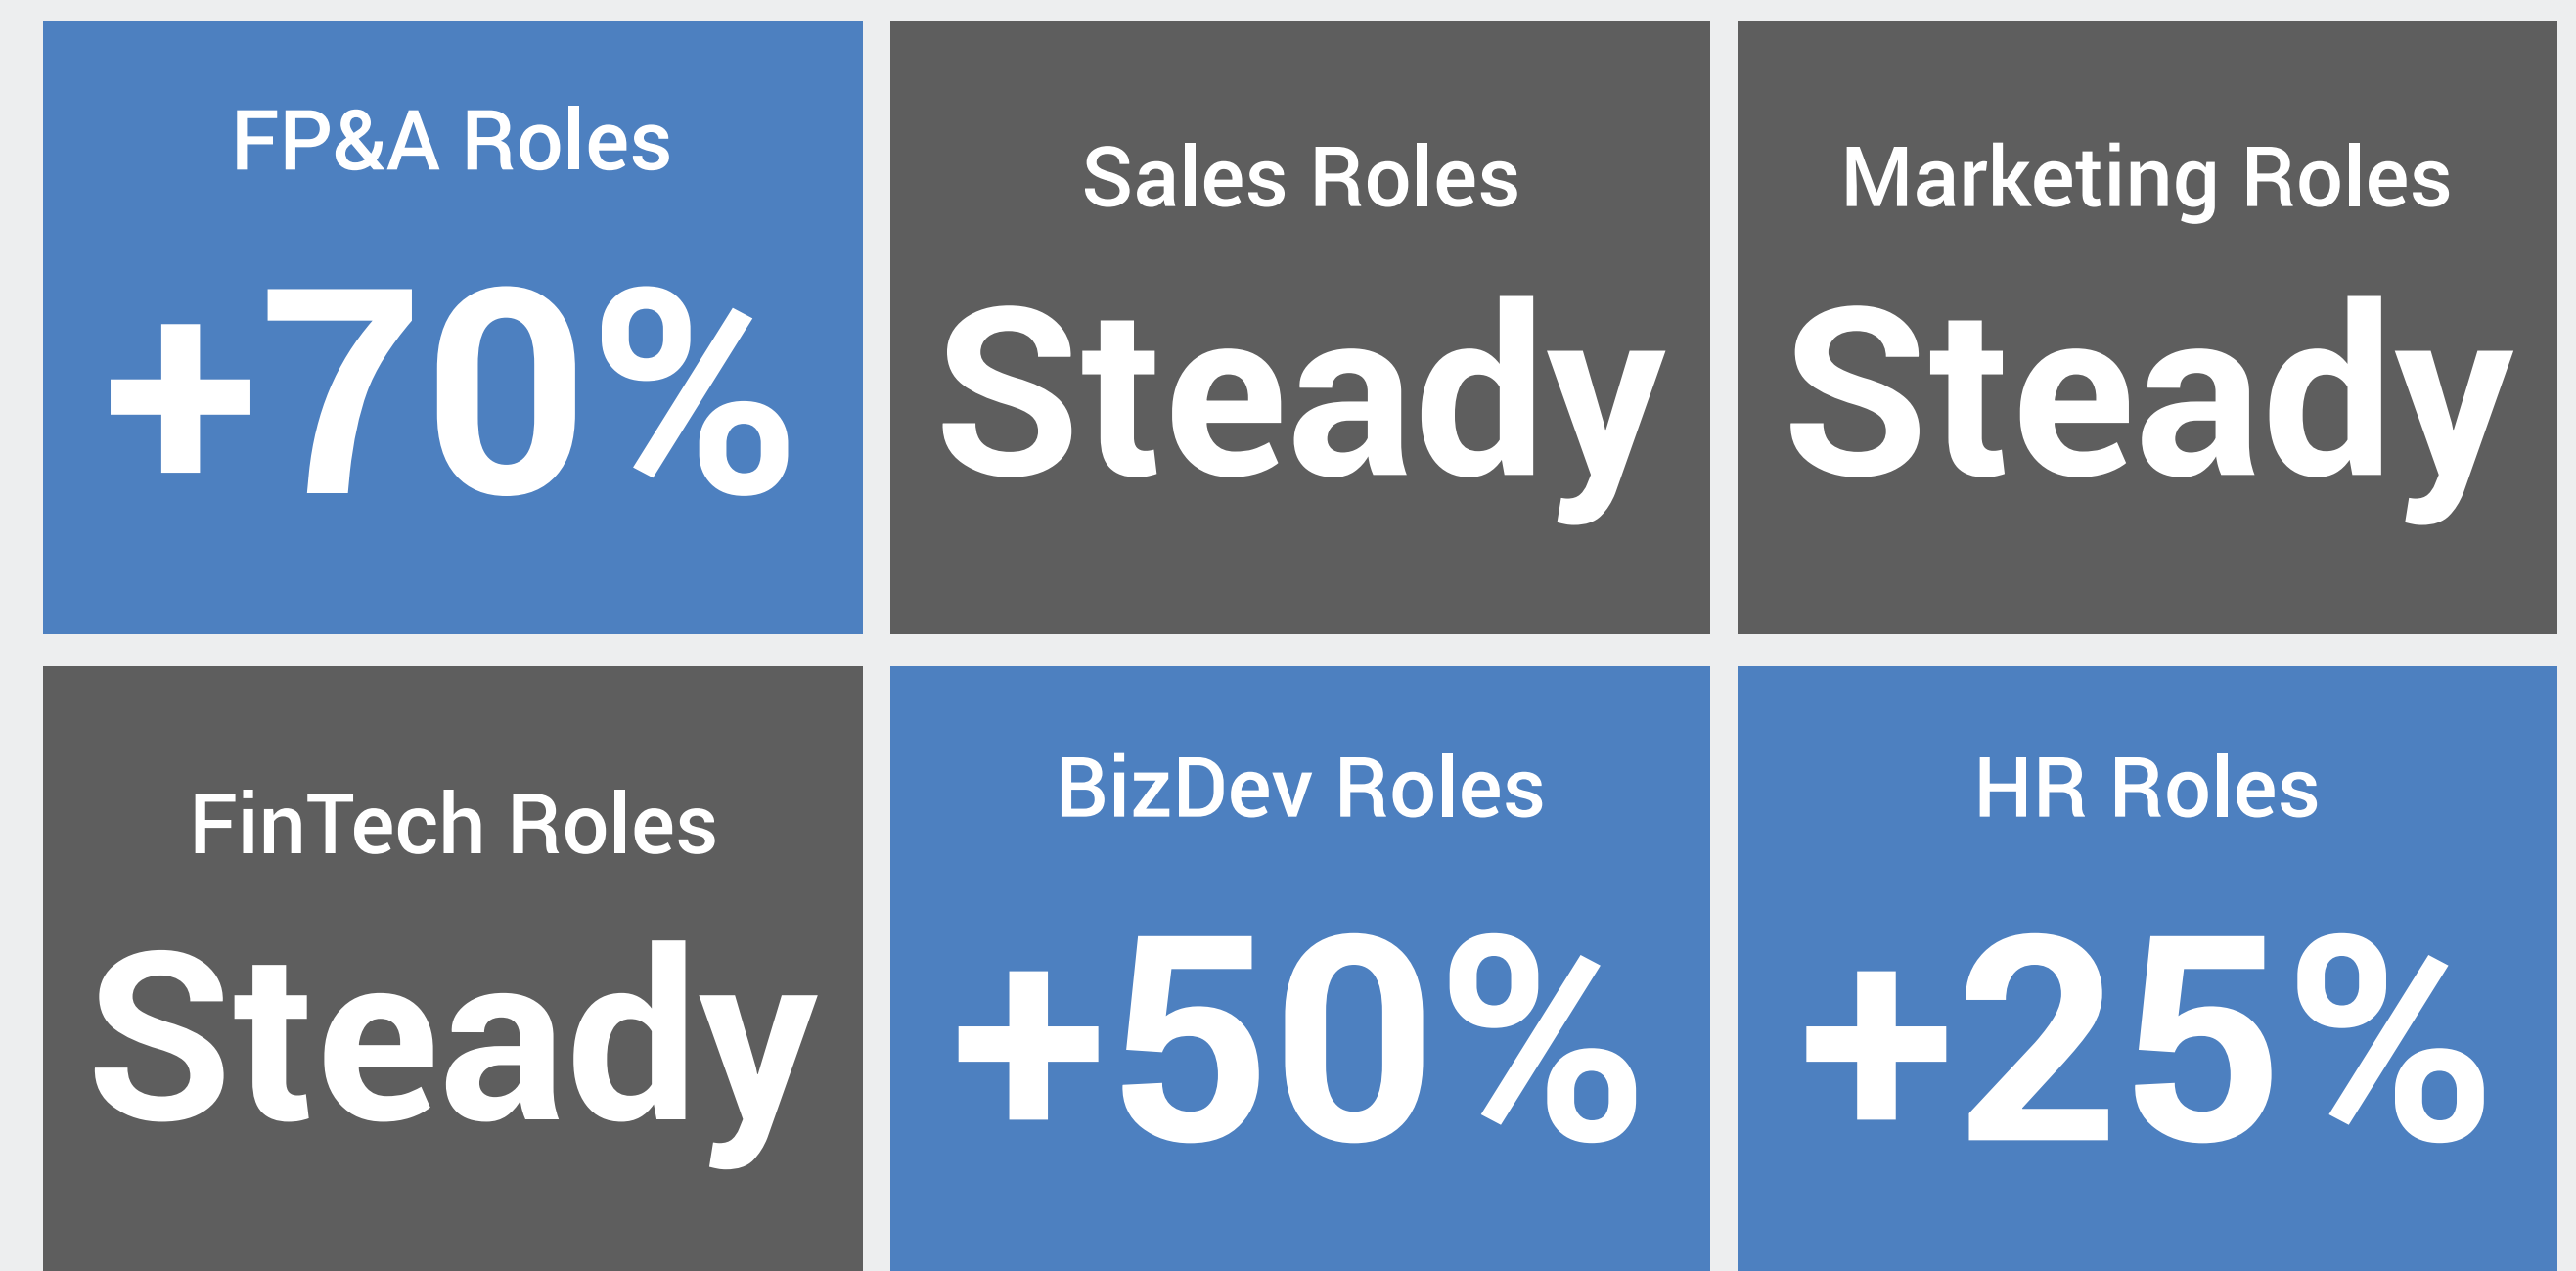 FP&A Roles
+70%
Sales Roles
Steady
Marketing Roles
Steady
FinTech Roles
Steady
BizDev Roles
+50%
HR Roles
+25%